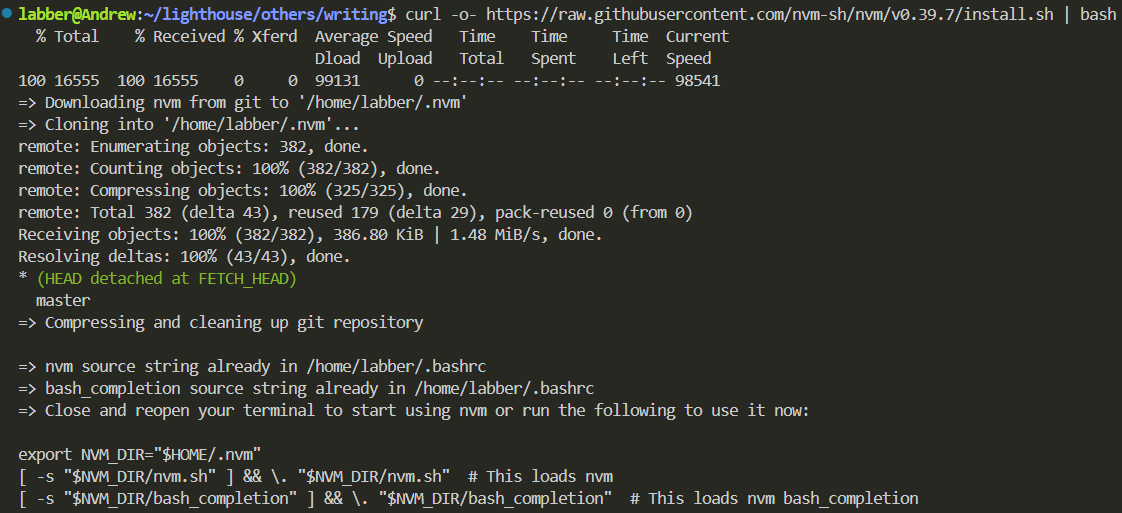 labber@Andrew:~/lighthouse/others/writing$ curl -o- https://raw.githubusercontent.com/nvm-sh/nvm/v0.39.7/install.sh | bash
  % Total    % Received % Xferd  Average Speed   Time    Time     Time  Current
                                 Dload  Upload   Total   Spent    Left  Speed
100 16555  100 16555    0     0  99131      0 --:--:-- --:--:-- --:--:-- 98541
=> Downloading nvm from git to '/home/labber/.nvm'
=> Cloning into '/home/labber/.nvm'...
remote: Enumerating objects: 382, done.
remote: Counting objects: 100% (382/382), done.
remote: Compressing objects: 100% (325/325), done.
remote: Total 382 (delta 43), reused 179 (delta 29), pack-reused 0 (from 0)
Receiving objects: 100% (382/382), 386.80 KiB | 1.48 MiB/s, done.
Resolving deltas: 100% (43/43), done.
* (HEAD detached at FETCH_HEAD)
  master
=> Compressing and cleaning up git repository

=> nvm source string already in /home/labber/.bashrc
=> bash_completion source string already in /home/labber/.bashrc
=> Close and reopen your terminal to start using nvm or run the following to use it now:

export NVM_DIR="$HOME/.nvm"
[ -s "$NVM_DIR/nvm.sh" ] && \. "$NVM_DIR/nvm.sh"  # This loads nvm
[ -s "$NVM_DIR/bash_completion" ] && \. "$NVM_DIR/bash_completion"  # This loads nvm bash_completion